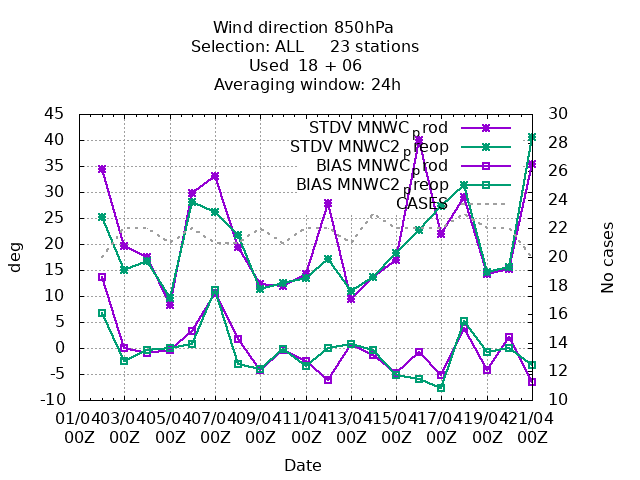 Wind direction 850hPa
Selection: ALL 23 stations
Used 18 + 06
Averaging window: 24h
45
40
35
30
25
20
15
10
5
0
-5
-10
deg
30
28
26
24
22
20
18
16
14
12
10
No cases
STDV MNWC_prod
STDV MNWC2_preop
BIAS MNWC_prod
BIAS MNWC2_preop
CASES
01/04 03/04 05/04 07/04 09/04 11/04 13/04 15/04 17/04 19/04 21/04
00Z 00Z 00Z 00Z 00Z 00Z 00Z 00Z 00Z 00Z 00Z
Date